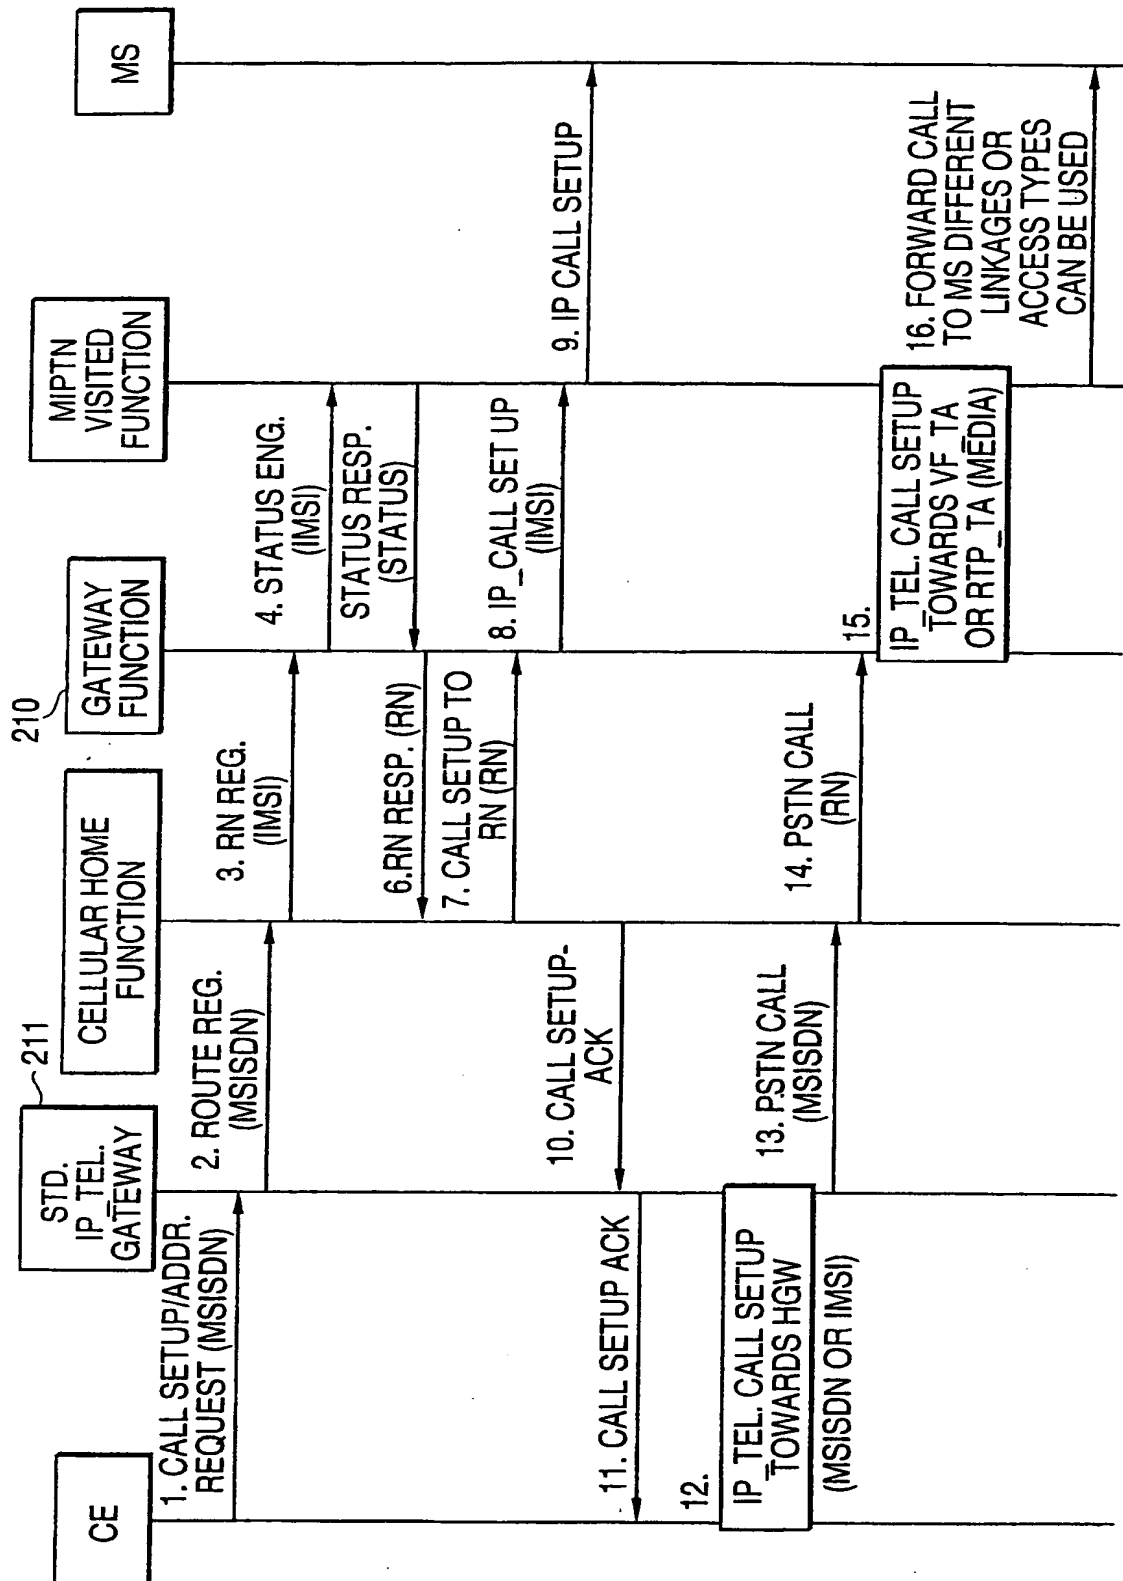 CE
STD.
IP_TEL.
GATEWAY
211
CELLULAR HOME
FUNCTION
GATEWAY
FUNCTION
210
MIPTN
VISITED
FUNCTION
MS
1. CALL SETUP/ADDR.
REQUEST (MSISDN)
2. ROUTE REG.
(MSISDN)
3. RN REG.
(IMSI)
4. STATUS ENG.
(IMSI)
STATUS RESP.
(STATUS)
6.RN RESP. (RN)
7. CALL SETUP TO
RN (RN)
8. IP_CALL SET UP
(IMSI)
9. IP CALL SETUP
10. CALL SETUP-
ACK
11. CALL SETUP ACK
12.
IP_TEL. CALL SETUP
TOWARDS HGW
(MSISDN OR IMSI)
13. PSTN CALL
(MSISDN)
14. PSTN CALL
(RN)
15.
IP_TEL. CALL SETUP
TOWARDS VF_TA
OR RTP_TA (MEDIA)
16. FORWARD CALL
TO MS DIFFERENT
LINKAGES OR
ACCESS TYPES
CAN BE USED